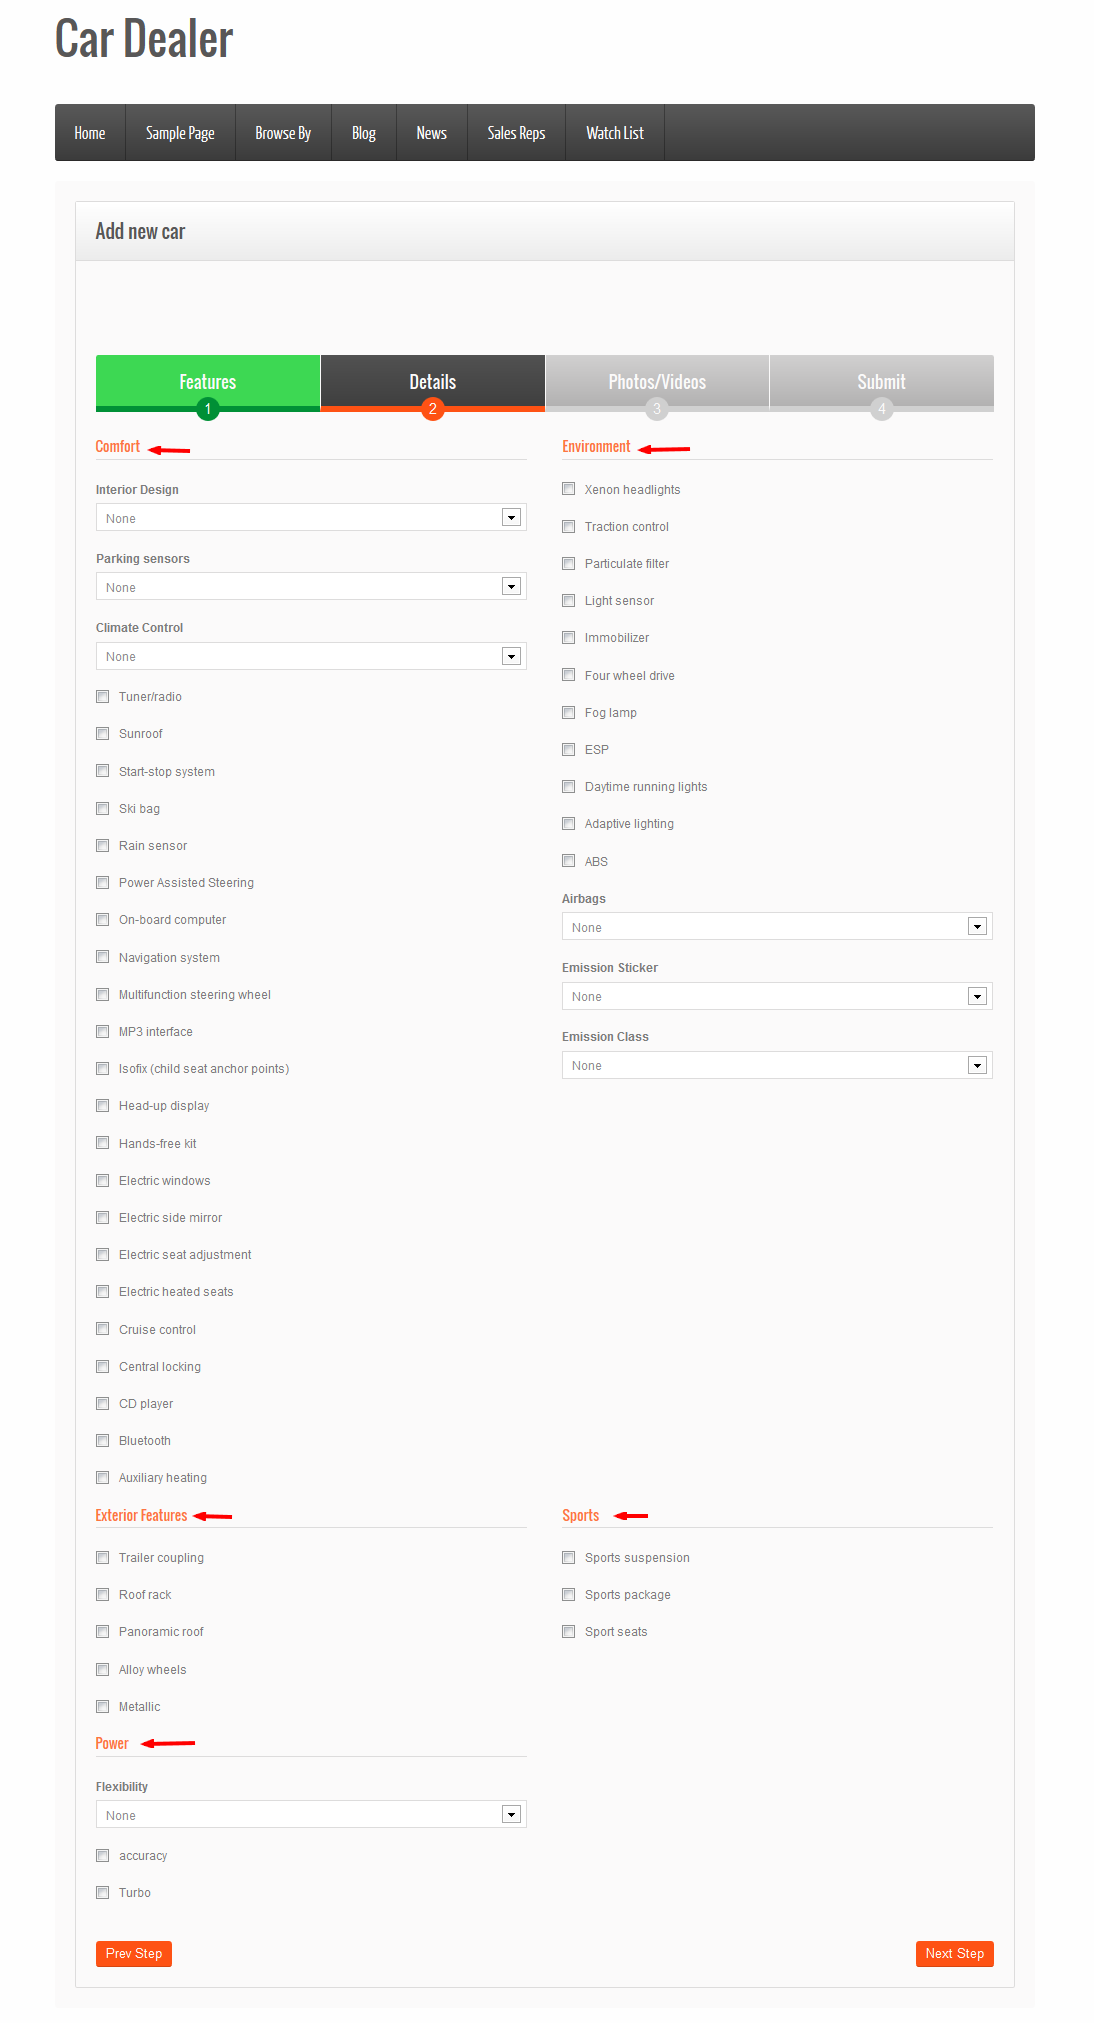 Car Dealer
Home Sample Page Browse By Blog News Sales Reps Watch List
Add new car
Features Details Photos/Videos Submit
1 2 3 4
Comfort
Interior Design
None
Parking sensors
None
Climate Control
None
Tuner/radio
Sunroof
Start-stop system
Ski bag
Rain sensor
Power Assisted Steering
On-board computer
Navigation system
Multifunction steering wheel
MP3 interface
Isofix (child seat anchor points)
Head-up display
Hands-free kit
Electric windows
Electric side mirror
Electric seat adjustment
Electric heated seats
Cruise control
Central locking
CD player
Bluetooth
Auxiliary heating
Environment
Xenon headlights
Traction control
Particulate filter
Light sensor
Immobilizer
Four wheel drive
Fog lamp
ESP
Daytime running lights
Adaptive lighting
ABS
Airbags
None
Emission Sticker
None
Emission Class
None
Exterior Features
Trailer coupling
Roof rack
Panoramic roof
Alloy wheels
Metallic
Sports
Sports suspension
Sports package
Sport seats
Power
Flexibility
None
accuracy
Turbo
Prev Step Next Step